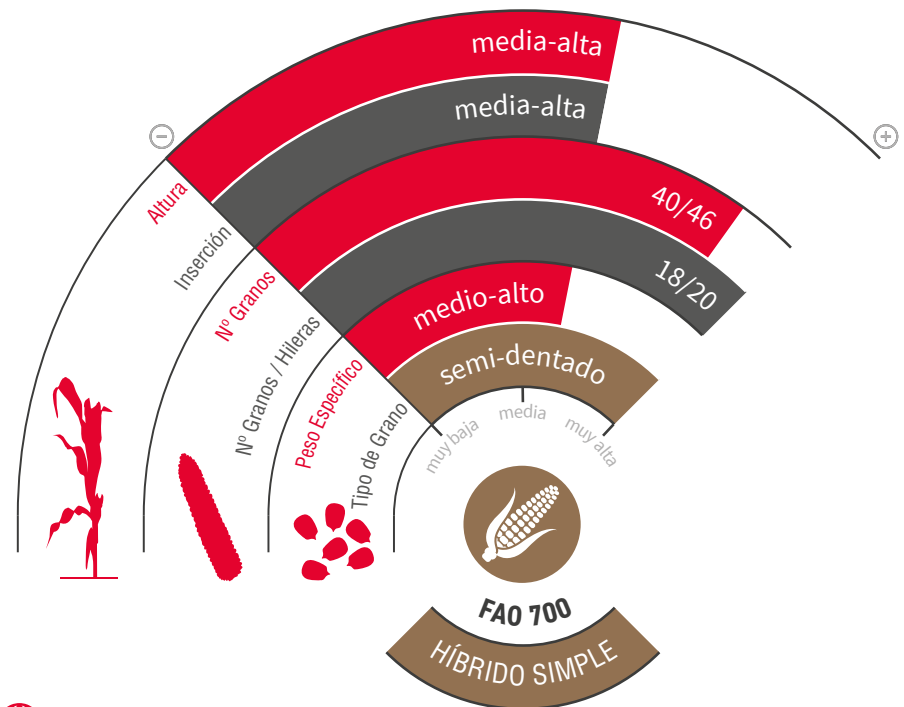 media-alta
media-alta
40/46
18/20
medio-alto
semi-dentado
Altura
Inserción
Nº Granos
Nº Granos / Hileras
Peso Específico
Tipo de Grano
muy baja
media
muy alta
FAO 700
HÍBRIDO SIMPLE